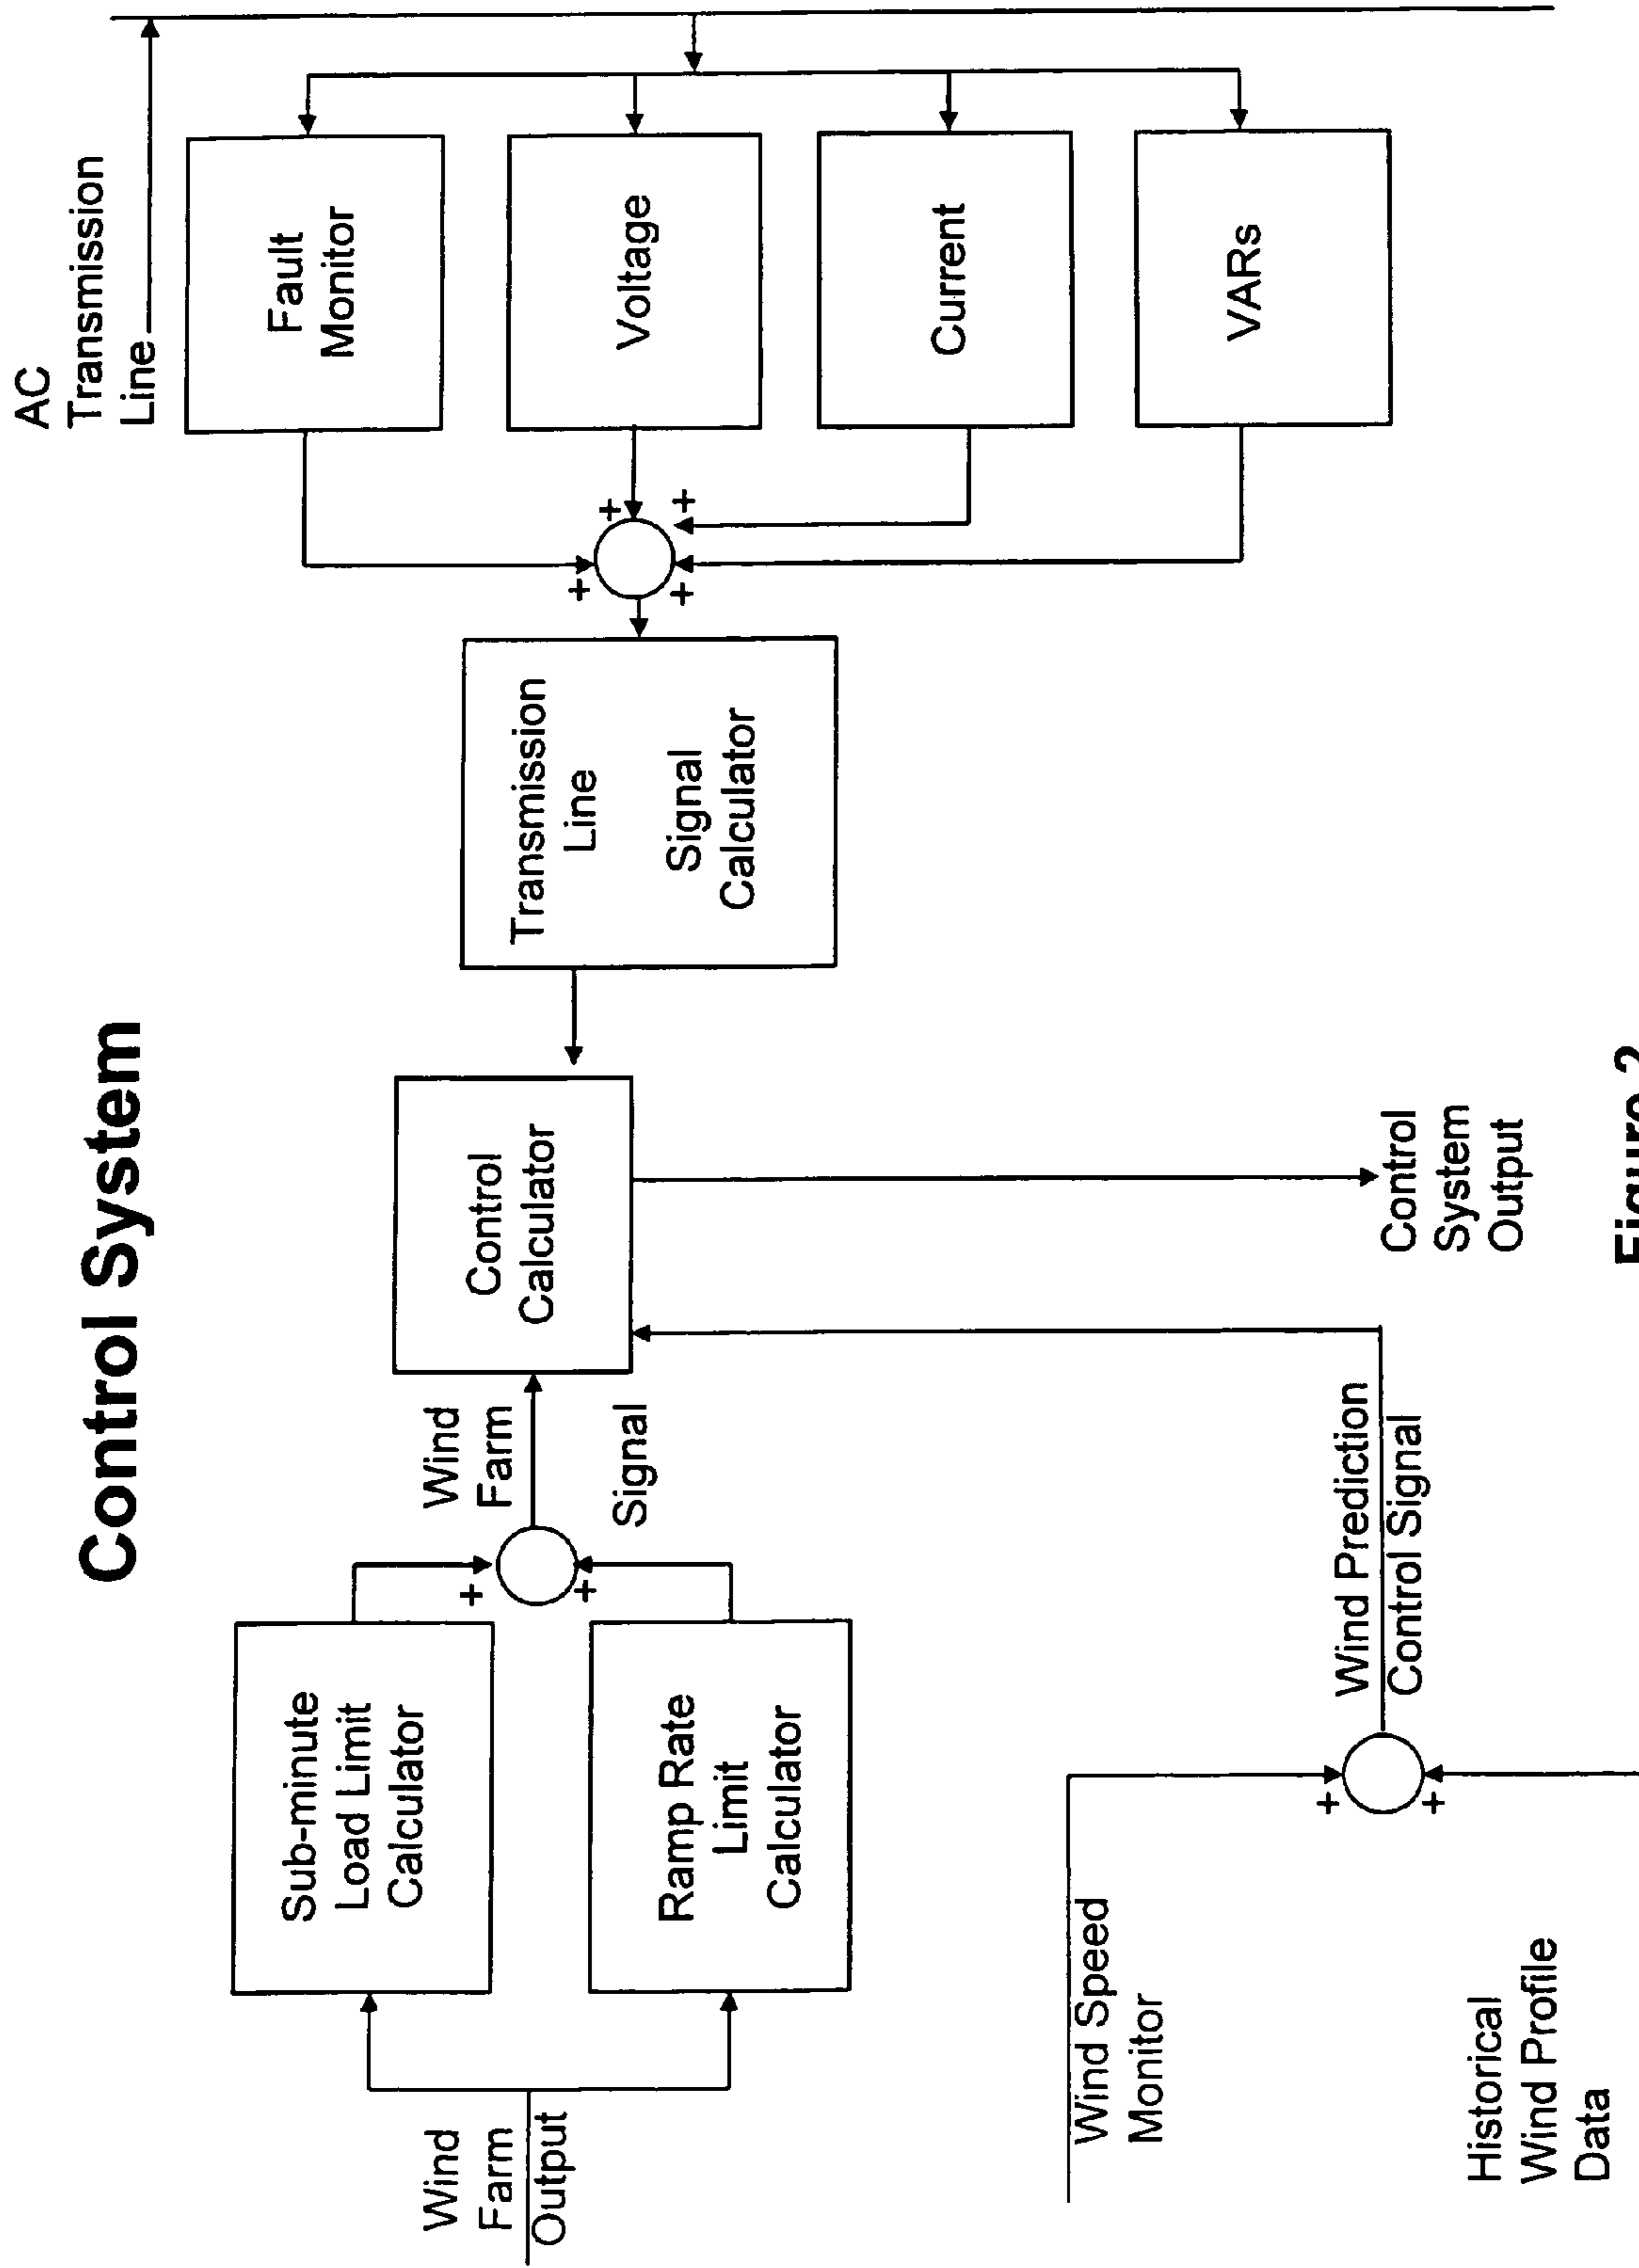 Control System
AC
Transmission
Line
Wind
Farm
Output
Sub-minute
Load Limit
Calculator
Ramp Rate
Limit
Calculator
+
+
Wind
Farm
Signal
Control
Calculator
Transmission
Line
Signal
Calculator
+
+
+
+
Fault
Monitor
Voltage
Current
VARs
Wind Speed
Monitor
Historical
Wind Profile
Data
+
+
Wind Prediction
Control Signal
Control
System
Output
Figure 2